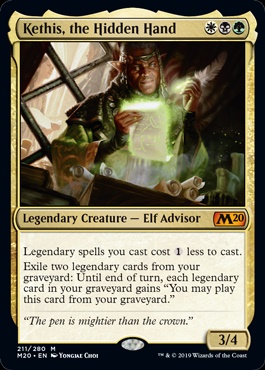 Kethis, the Hidden Hand
Legendary Creature — Elf Advisor
M20
Legendary spells you cast cost 1 less to cast.
Exile two legendary cards from your
graveyard: Until end of turn, each legendary
card in your graveyard gains “You may play
this card from your graveyard.”
“The pen is mightier than the crown.”
3/4
211/280 M
M20 • EN YONGJAE CHOI
™ & © 2019 Wizards of the Coast